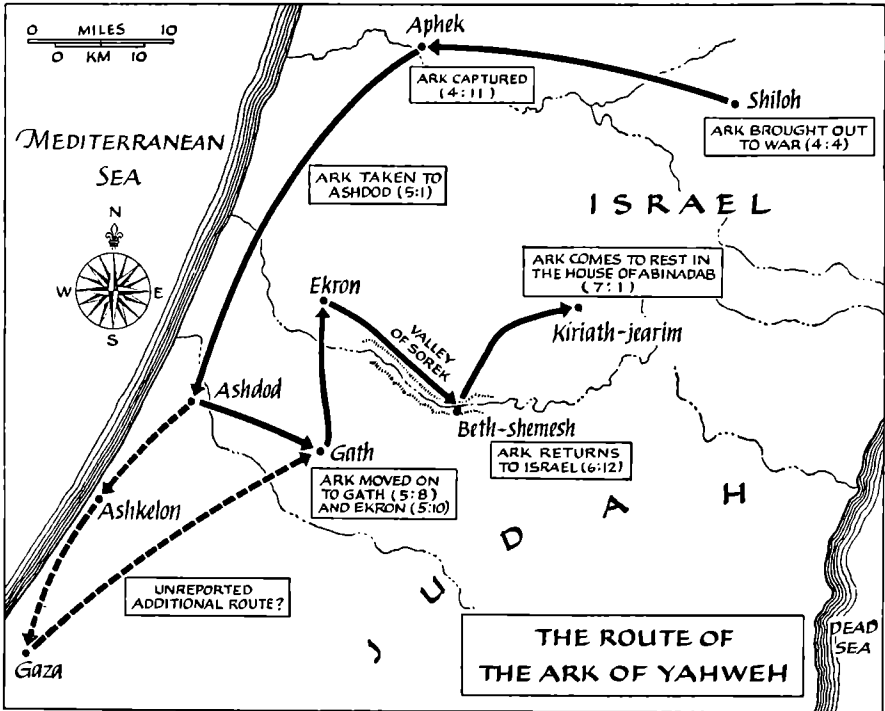 O MILES 10
O KM 10
Aphek
ARK CAPTURED
(4:11)
Shiloh
ARK BROUGHT OUT
TO WAR (4:4)
MEDITERRANEAN
SEA
ARK TAKEN TO
ASHDOD (5:1)
ISRAEL
N
W E
S
ARK COMES TO REST IN
THE HOUSE OF ABINADAB
(7:1)
Ekron
VALLEY
OF SOREK
Kiriath-jearim
Ashdod
Beth-shemesh
Gath
ARK RETURNS
TO ISRAEL (6:12)
ARK MOVED ON
TO GATH (5:8)
AND EKRON (5:10)
Ashkelon
JUDAH
UNREPORTED
ADDITIONAL ROUTE?
Gaza
THE ROUTE OF
THE ARK OF YAHWEH
DEAD
SEA